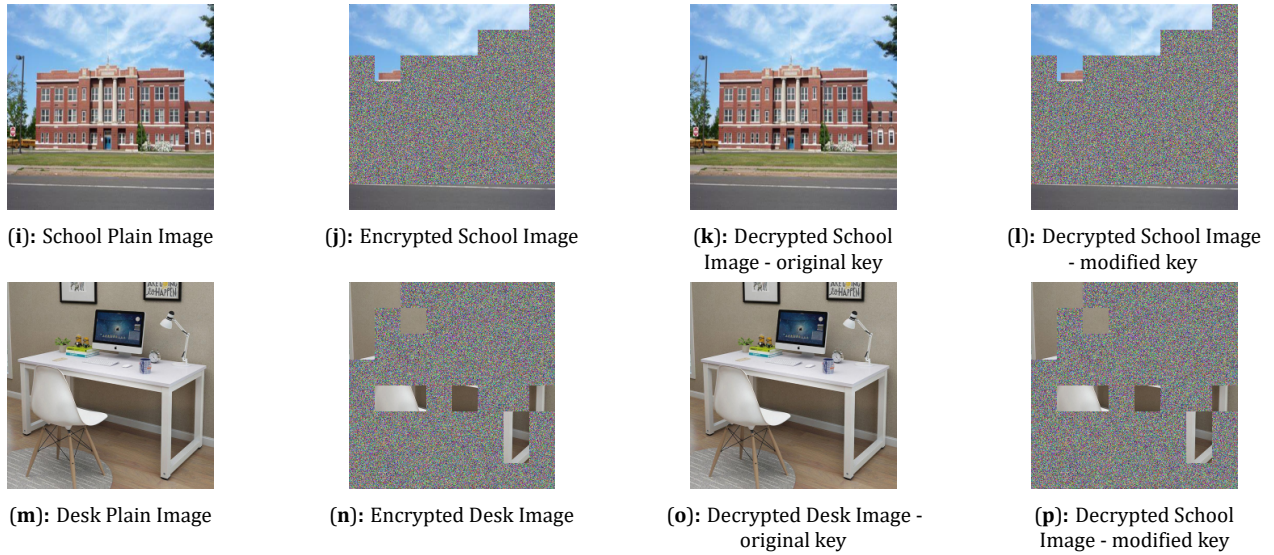 (i): School Plain Image
(j): Encrypted School Image
(k): Decrypted School
Image - original key
(l): Decrypted School Image
- modified key
(m): Desk Plain Image
(n): Encrypted Desk Image
(o): Decrypted Desk Image -
original key
(p): Decrypted School
Image - modified key